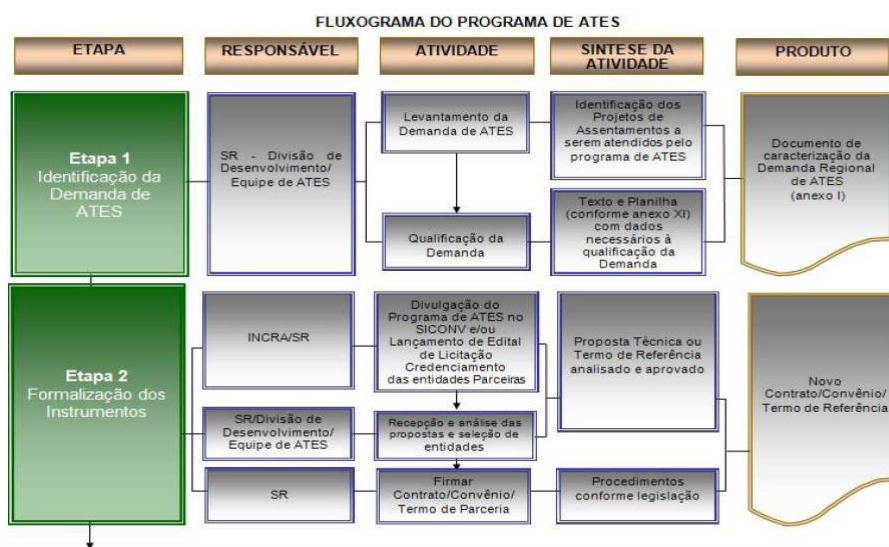 FLUXOGRAMA DO PROGRAMA DE ATES
ETAPA
RESPONSÁVEL
ATIVIDADE
SINTESE DA
ATIVIDADE
PRODUTO
Etapa 1
Identificação da
Demanda de
ATES
SR - Divisão de
Desenvolvimento/
Equipe de ATES
Levantamento da
Demanda de ATES
Identificação dos
Projetos de
Assentamentos a
serem atendidos pelo
programa de ATES
Documento de
caracterização da
Demanda Regional
de ATES
(anexo I)
Qualificação da
Demanda
Texto e Planilha
(conforme anexo XI)
com dados
necessários à
qualificação da
Demanda
Etapa 2
Formalização dos
Instrumentos
INCRA/SR
Divulgação do
Programa de ATES no
SICONV e/ou
Lançamento de Edital
de Licitação
Credenciamento
das entidades Parceiras
Proposta Técnica ou
Termo de Referência
analisado e aprovado
Novo
Contrato/Convênio/
Termo de Referência
SR/Divisão de
Desenvolvimento/
Equipe de ATES
Recepção e análise das
propostas e seleção de
entidades
SR
Firmar
Contrato/Convênio/
Termo de Parceria
Procedimentos
conforme legislação